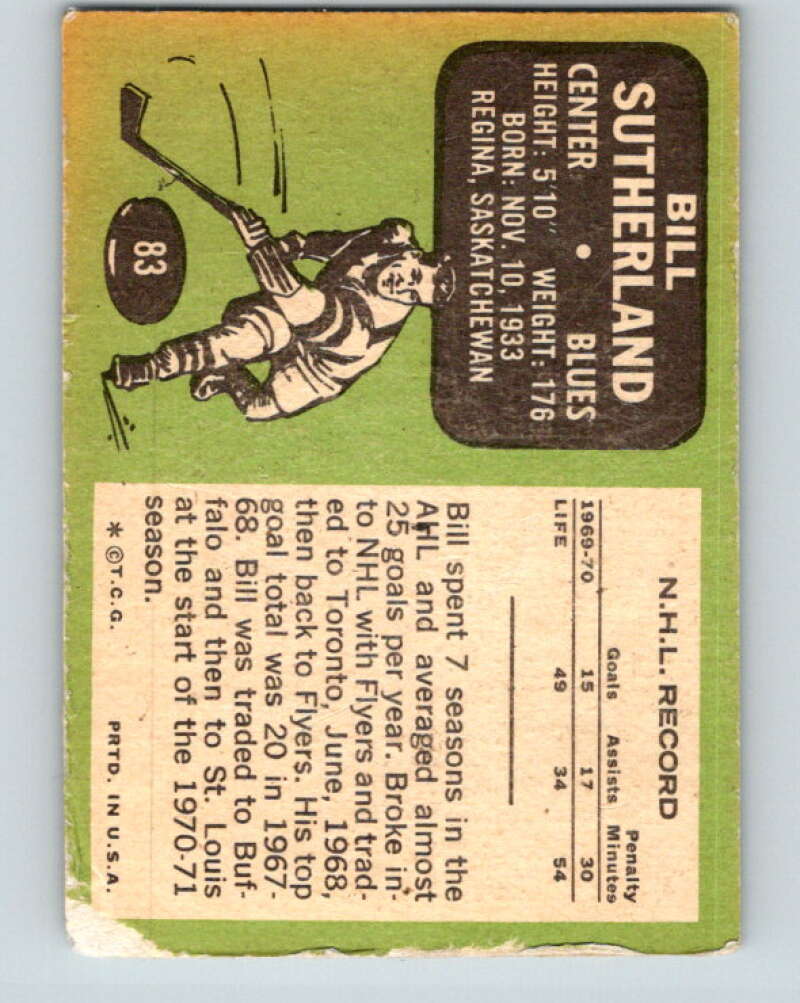 BILL
SUTHERLAND
CENTER • BLUES
HEIGHT: 5'10" WEIGHT: 176
BORN: NOV. 10, 1933
REGINA, SASKATCHEWAN
83
N.H.L. RECORD
Goals Assists Penalty Minutes
1969-70 15 17 30
LIFE 49 34 54
Bill spent 7 seasons in the
AHL and averaged almost
25 goals per year. Broke in-
to NHL with Flyers and trad-
ed to Toronto, June, 1968,
then back to Flyers. His top
goal total was 20 in 1967-
68. Bill was traded to Buf-
falo and then to St. Louis
at the start of the 1970-71
season.
* ©T.C.G. PRTD. IN U.S.A.